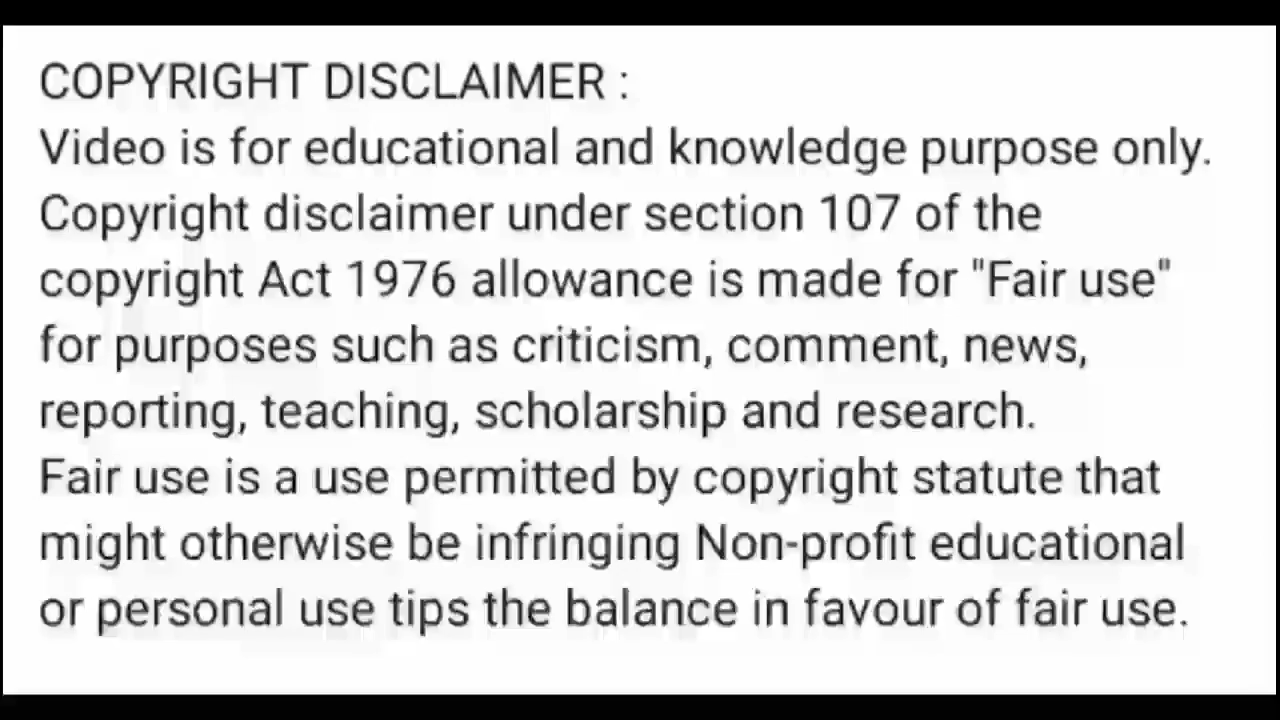 COPYRIGHT DISCLAIMER :
Video is for educational and knowledge purpose only.
Copyright disclaimer under section 107 of the
copyright Act 1976 allowance is made for "Fair use"
for purposes such as criticism, comment, news,
reporting, teaching, scholarship and research.
Fair use is a use permitted by copyright statute that
might otherwise be infringing Non-profit educational
or personal use tips the balance in favour of fair use.